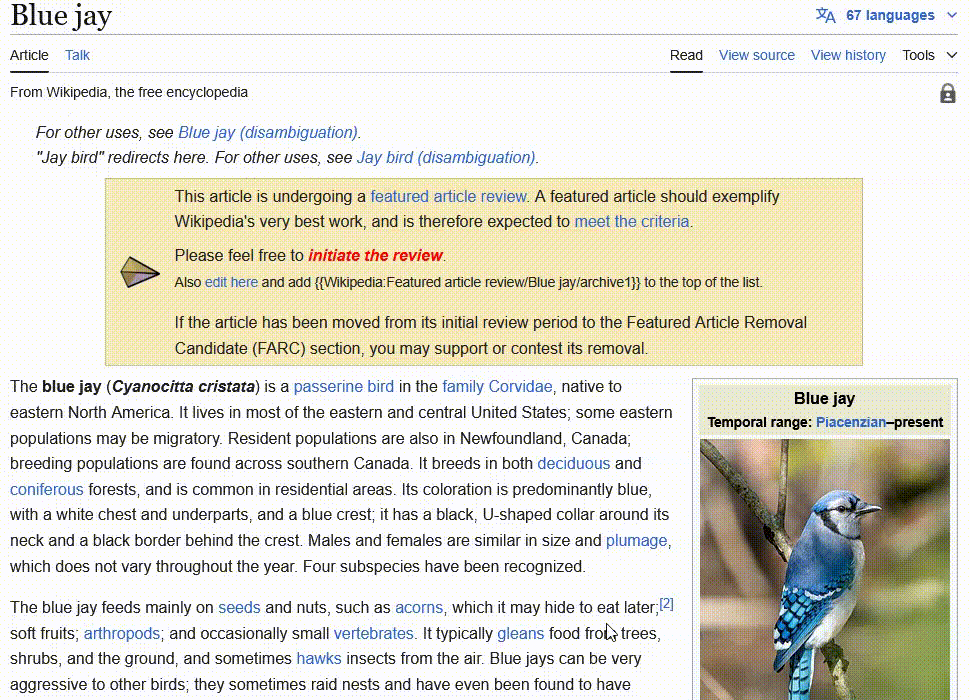 Blue jay
67 languages
Article Talk Read View source View history Tools
From Wikipedia, the free encyclopedia
For other uses, see Blue jay (disambiguation).
"Jay bird" redirects here. For other uses, see Jay bird (disambiguation).
This article is undergoing a featured article review. A featured article should exemplify
Wikipedia's very best work, and is therefore expected to meet the criteria.
Please feel free to initiate the review.
Also edit here and add {{Wikipedia:Featured article review/Blue jay/archive1}} to the top of the list.
If the article has been moved from its initial review period to the Featured Article Removal
Candidate (FARC) section, you may support or contest its removal.
The blue jay (Cyanocitta cristata) is a passerine bird in the family Corvidae, native to
eastern North America. It lives in most of the eastern and central United States; some eastern
populations may be migratory. Resident populations are also in Newfoundland, Canada;
breeding populations are found across southern Canada. It breeds in both deciduous and
coniferous forests, and is common in residential areas. Its coloration is predominantly blue,
with a white chest and underparts, and a blue crest; it has a black, U-shaped collar around its
neck and a black border behind the crest. Males and females are similar in size and plumage,
which does not vary throughout the year. Four subspecies have been recognized.
The blue jay feeds mainly on seeds and nuts, such as acorns, which it may hide to eat later;[2]
soft fruits; arthropods; and occasionally small vertebrates. It typically gleans food from trees,
shrubs, and the ground, and sometimes hawks insects from the air. Blue jays can be very
aggressive to other birds; they sometimes raid nests and have even been found to have
Blue jay
Temporal range: Piacenzian–present